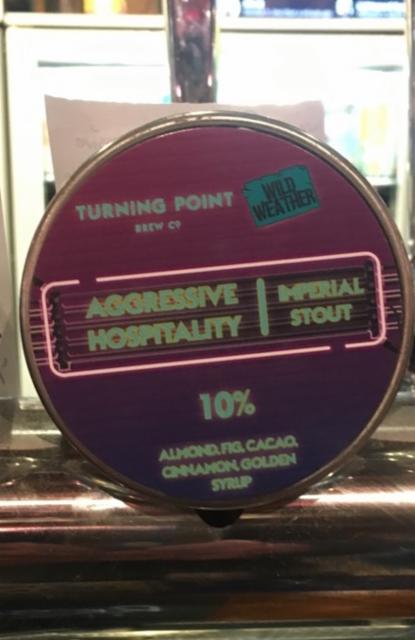 TURNING POINT
BREW CO
WILD
WEATHER
AGGRESSIVE
HOSPITALITY
IMPERIAL
STOUT
10%
ALMOND, FIG, CACAO,
CINNAMON, GOLDEN
SYRUP